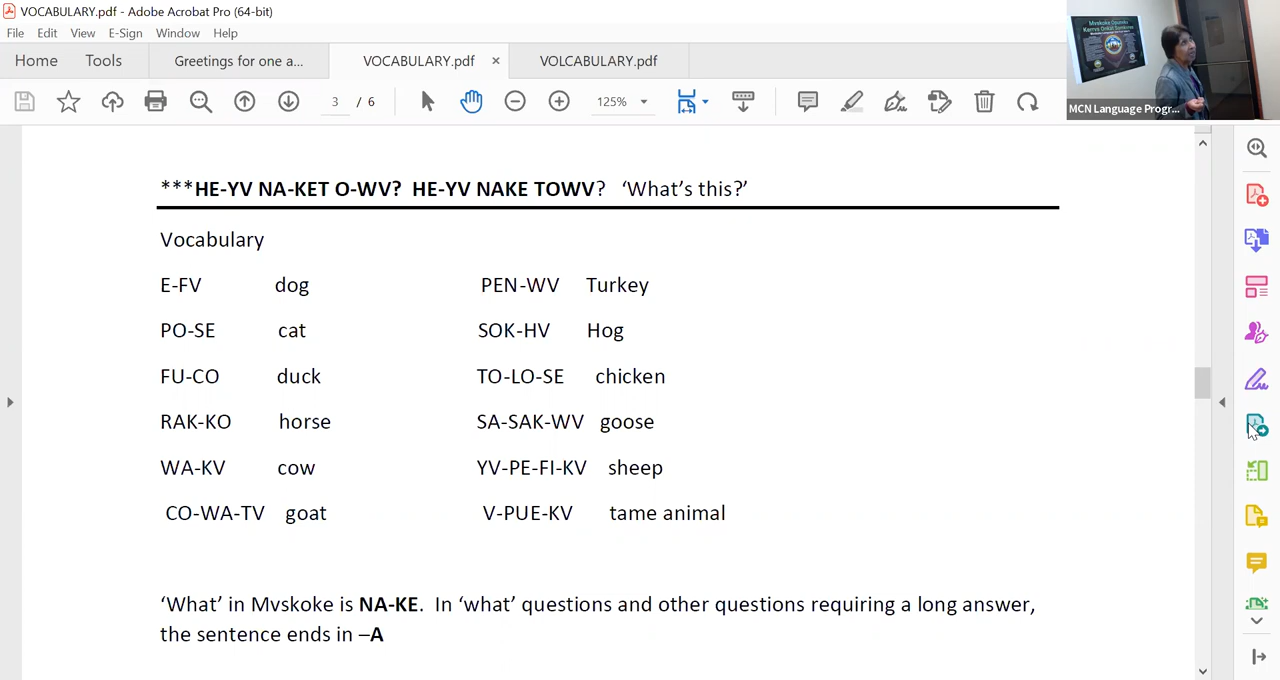 VOCABULARY.pdf - Adobe Acrobat Pro (64-bit)
File Edit View E-Sign Window Help
Home Tools Greetings for one a... VOCABULARY.pdf × VOLCABULARY.pdf
3 / 6 125%
Mvskoke Opunvkv
MCN Language Progr...
***HE-YV NA-KET O-WV? HE-YV NAKE TOWV? ‘What’s this?’
Vocabulary
E-FV dog PEN-WV Turkey
PO-SE cat SOK-HV Hog
FU-CO duck TO-LO-SE chicken
RAK-KO horse SA-SAK-WV goose
WA-KV cow YV-PE-FI-KV sheep
CO-WA-TV goat V-PUE-KV tame animal
‘What’ in Mvskoke is NA-KE. In ‘what’ questions and other questions requiring a long answer,
the sentence ends in –A